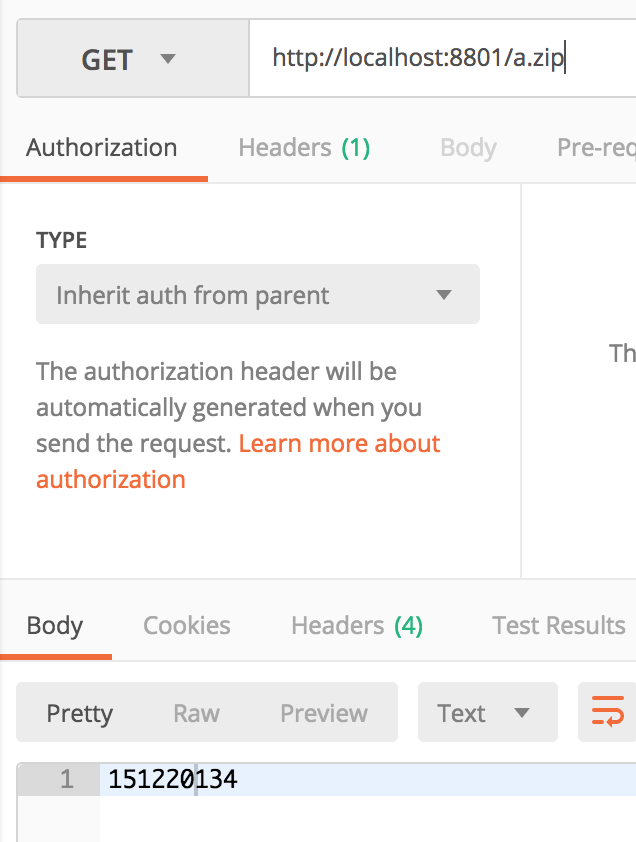 GET http://localhost:8801/a.zip
Authorization Headers (1) Body Pre-req
TYPE
Inherit auth from parent
Th
The authorization header will be
automatically generated when you
send the request. Learn more about
authorization
Body Cookies Headers (4) Test Results
Pretty Raw Preview Text
1 151220134